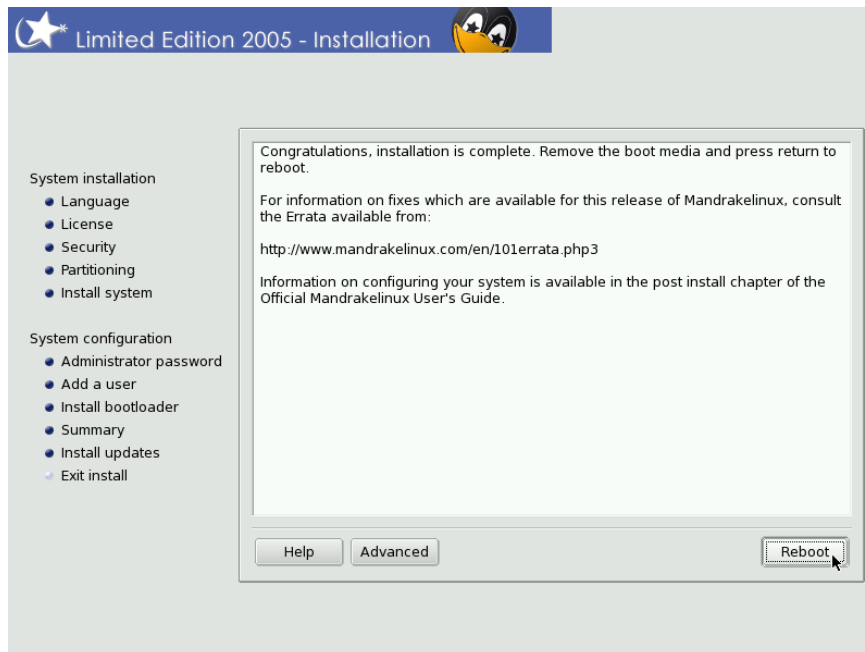 Limited Edition 2005 - Installation
System installation
Language
License
Security
Partitioning
Install system
System configuration
Administrator password
Add a user
Install bootloader
Summary
Install updates
Exit install
Congratulations, installation is complete. Remove the boot media and press return to
reboot.
For information on fixes which are available for this release of Mandrakelinux, consult
the Errata available from:
http://www.mandrakelinux.com/en/101errata.php3
Information on configuring your system is available in the post install chapter of the
Official Mandrakelinux User's Guide.
Help
Advanced
Reboot